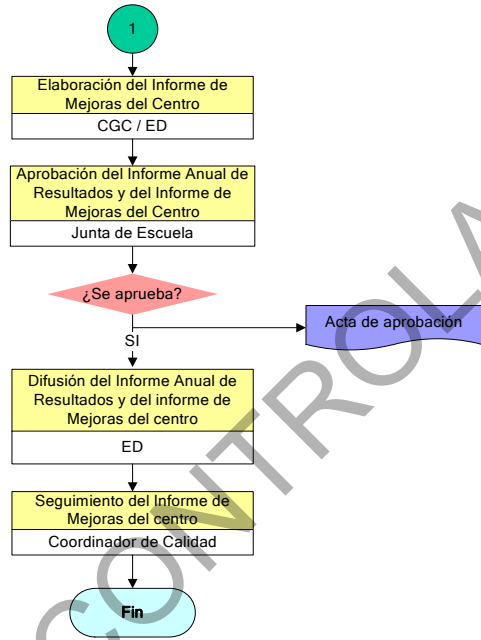 1
Elaboración del Informe de
Mejoras del Centro
CGC / ED
Aprobación del Informe Anual de
Resultados y del Informe de
Mejoras del Centro
Junta de Escuela
¿Se aprueba?
Acta de aprobación
SI
Difusión del Informe Anual de
Resultados y del informe de
Mejoras del centro
ED
Seguimiento del Informe de
Mejoras del centro
Coordinador de Calidad
Fin
CONTROLA